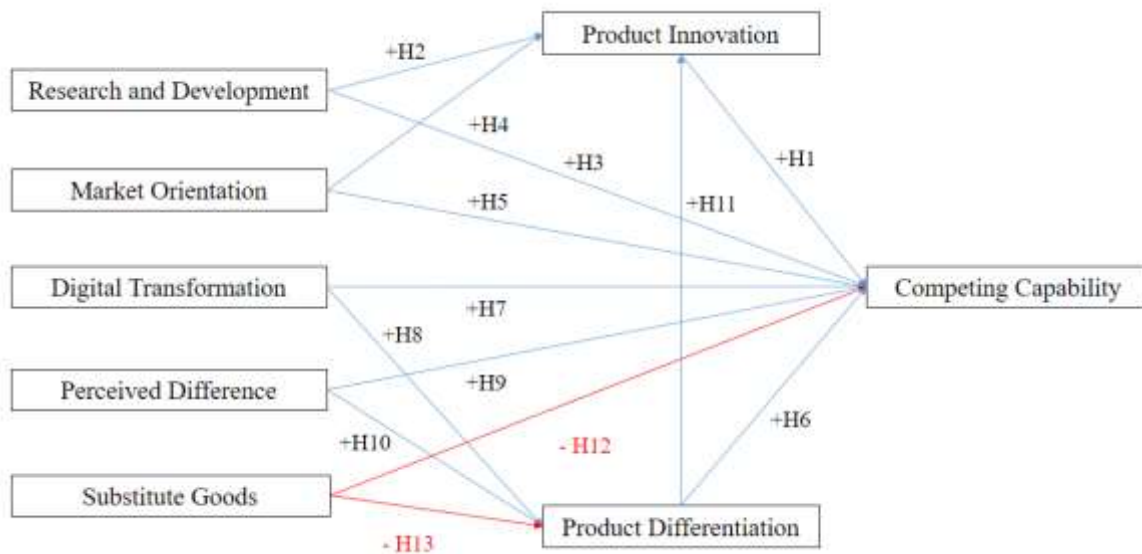 Product Innovation
+H2
Research and Development
+H4
+H3
+H1
Market Orientation
+H5
+H11
Digital Transformation
Competing Capability
+H7
+H8
Perceived Difference
+H9
+H6
+H10
- H12
Substitute Goods
Product Differentiation
- H13